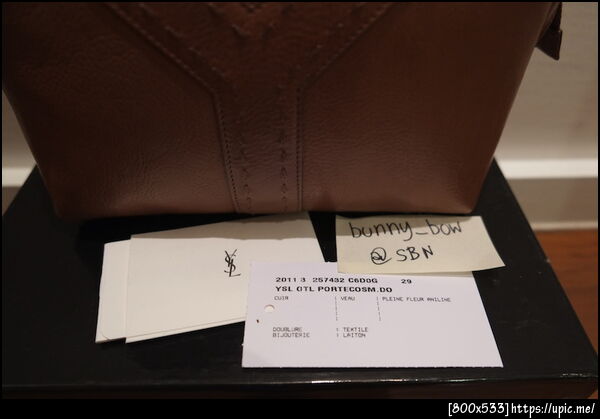 bunny_bow
@SBN
YSL
2011 3 257432 C6D0G 29
YSL GTL PORTECOSM.DO
CUIR : VEAU : PLEINE FLEUR ANILINE
DOUBLURE : TEXTILE
BIJOUTERIE : LAITON
[800x533] https://upic.me/